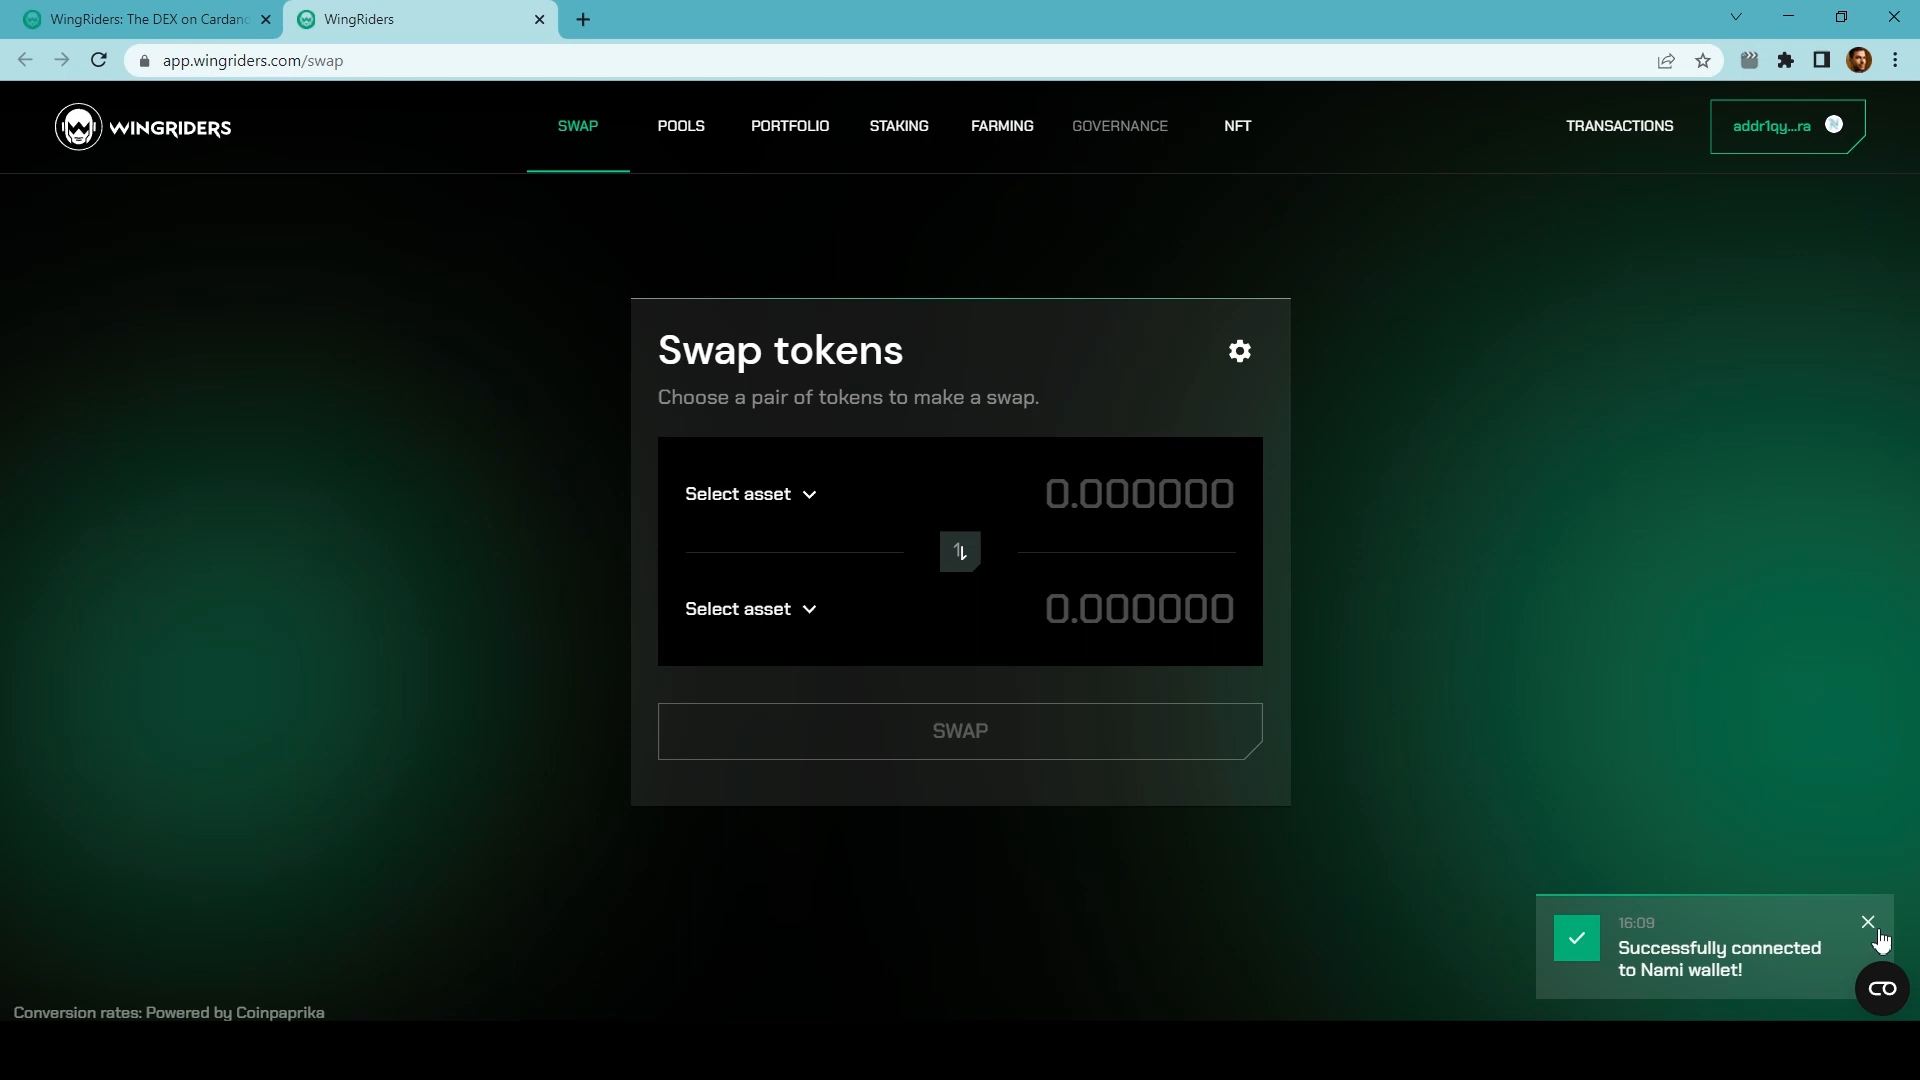 WingRiders: The DEX on Cardano
WingRiders
app.wingriders.com/swap
WINGRIDERS
SWAP
POOLS
PORTFOLIO
STAKING
FARMING
GOVERNANCE
NFT
TRANSACTIONS
addr1qy...ra
Swap tokens
Choose a pair of tokens to make a swap.
Select asset
0.000000
Select asset
0.000000
SWAP
16:09
Successfully connected
to Nami wallet!
Conversion rates: Powered by Coinpaprika